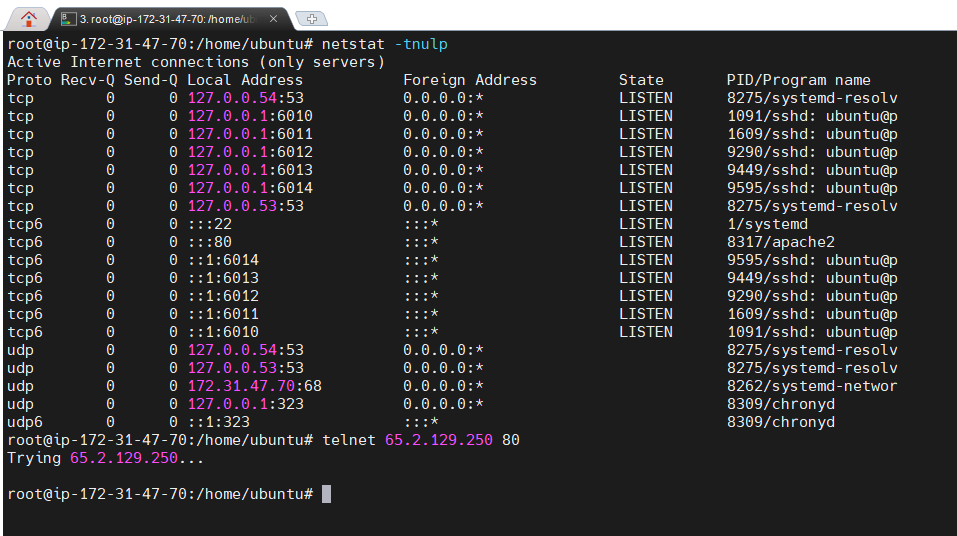 3. root@ip-172-31-47-70: /home/ub
root@ip-172-31-47-70:/home/ubuntu# netstat -tnulp
Active Internet connections (only servers)
Proto Recv-Q Send-Q Local Address           Foreign Address         State       PID/Program name
tcp        0      0 127.0.0.54:53           0.0.0.0:*               LISTEN      8275/systemd-resolv
tcp        0      0 127.0.0.1:6010          0.0.0.0:*               LISTEN      1091/sshd: ubuntu@p
tcp        0      0 127.0.0.1:6011          0.0.0.0:*               LISTEN      1609/sshd: ubuntu@p
tcp        0      0 127.0.0.1:6012          0.0.0.0:*               LISTEN      9290/sshd: ubuntu@p
tcp        0      0 127.0.0.1:6013          0.0.0.0:*               LISTEN      9449/sshd: ubuntu@p
tcp        0      0 127.0.0.1:6014          0.0.0.0:*               LISTEN      9595/sshd: ubuntu@p
tcp        0      0 127.0.0.53:53           0.0.0.0:*               LISTEN      8275/systemd-resolv
tcp6       0      0 :::22                   :::*                    LISTEN      1/systemd
tcp6       0      0 :::80                   :::*                    LISTEN      8317/apache2
tcp6       0      0 ::1:6014                :::*                    LISTEN      9595/sshd: ubuntu@p
tcp6       0      0 ::1:6013                :::*                    LISTEN      9449/sshd: ubuntu@p
tcp6       0      0 ::1:6012                :::*                    LISTEN      9290/sshd: ubuntu@p
tcp6       0      0 ::1:6011                :::*                    LISTEN      1609/sshd: ubuntu@p
tcp6       0      0 ::1:6010                :::*                    LISTEN      1091/sshd: ubuntu@p
udp        0      0 127.0.0.54:53           0.0.0.0:*                           8275/systemd-resolv
udp        0      0 127.0.0.53:53           0.0.0.0:*                           8275/systemd-resolv
udp        0      0 172.31.47.70:68         0.0.0.0:*                           8262/systemd-networ
udp        0      0 127.0.0.1:323           0.0.0.0:*                           8309/chronyd
udp6       0      0 ::1:323                 :::*                                8309/chronyd
root@ip-172-31-47-70:/home/ubuntu# telnet 65.2.129.250 80
Trying 65.2.129.250...
root@ip-172-31-47-70:/home/ubuntu#